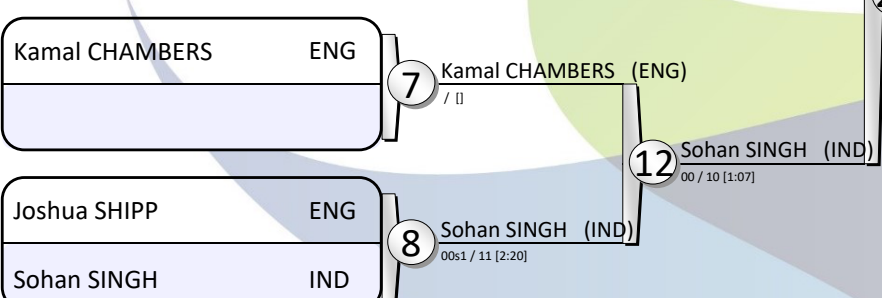 Kamal CHAMBERS ENG
7 Kamal CHAMBERS (ENG)
/ []
12 Sohan SINGH (IND)
00 / 10 [1:07]
Joshua SHIPP ENG
8 Sohan SINGH (IND)
00s1 / 11 [2:20]
Sohan SINGH IND